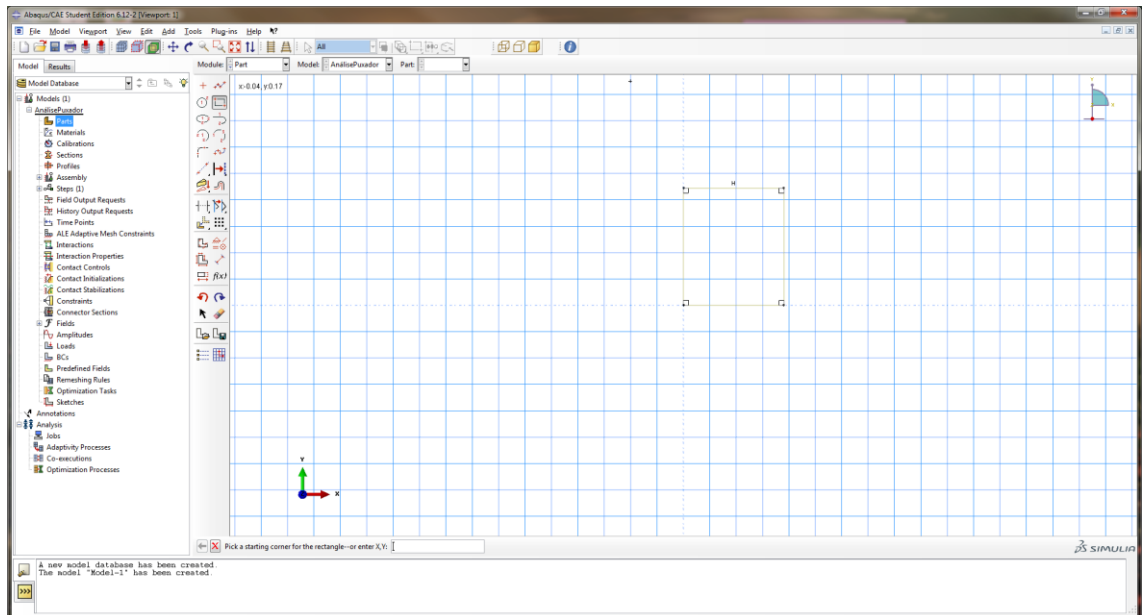 Abaqus/CAE Student Edition 6.12-2 [Viewport: 1]
File Model Viewport View Edit Add Tools Plug-ins Help
All
Model Results
Module: Part Model: AnálisePuxador Part:
Model Database
x:-0.04, y:0.17
Models (1)
AnálisePuxador
Parts
Materials
Calibrations
Sections
Profiles
Assembly
Steps (1)
Field Output Requests
History Output Requests
Time Points
ALE Adaptive Mesh Constraints
Interactions
Interaction Properties
Contact Controls
Contact Initializations
Contact Stabilizations
Constraints
Connector Sections
Fields
Amplitudes
Loads
BCs
Predefined Fields
Remeshing Rules
Optimization Tasks
Sketches
Annotations
Analysis
Jobs
Adaptivity Processes
Co-executions
Optimization Processes
f(x)
H
Y
X
Pick a starting corner for the rectangle--or enter X,Y:
SIMULIA
A new model database has been created.
The model "Model-1" has been created.